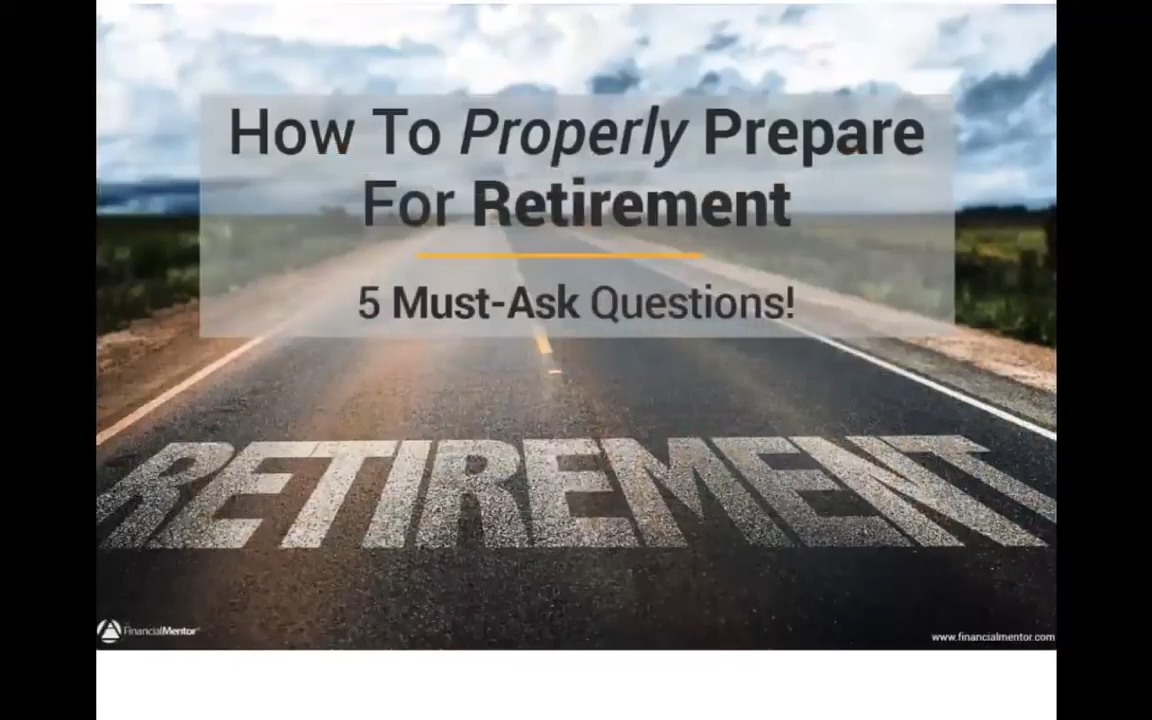 How To Properly Prepare
For Retirement
5 Must-Ask Questions!
RETIREMENT
FinancialMentor
www.financialmentor.com